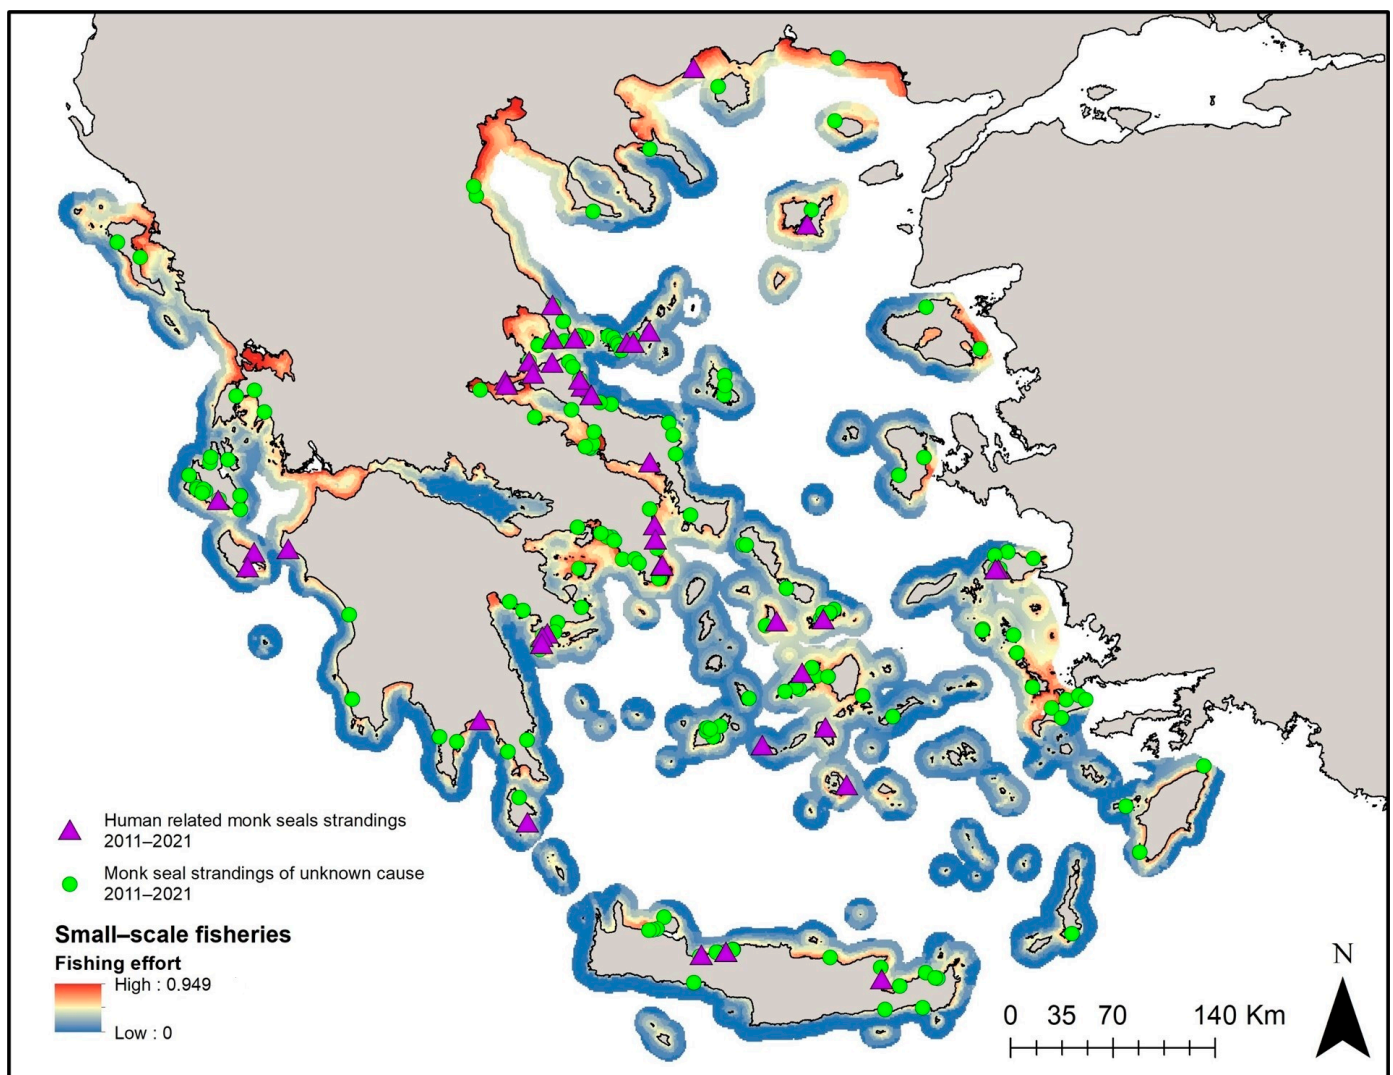 Human related monk seals strandings
2011–2021
Monk seal strandings of unknown cause
2011–2021
Small–scale fisheries
Fishing effort
High : 0.949
Low : 0
N
0 35 70 140 Km